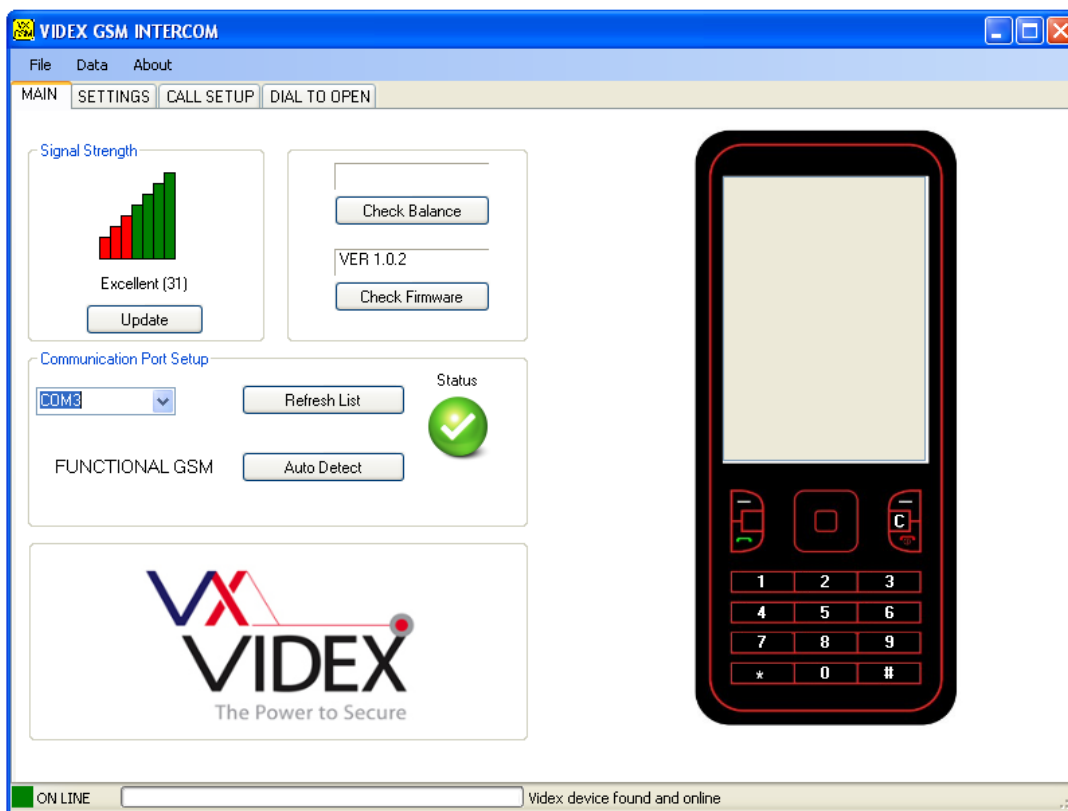 VX GSM VIDEX GSM INTERCOM
File Data About
MAIN SETTINGS CALL SETUP DIAL TO OPEN
Signal Strength
Excellent (31)
Update
Check Balance
VER 1.0.2
Check Firmware
Communication Port Setup
COM3
Refresh List
Status
FUNCTIONAL GSM
Auto Detect
VX
VIDEX
The Power to Secure
C
1 2 3
4 5 6
7 8 9
* 0 #
ON LINE
Videx device found and online